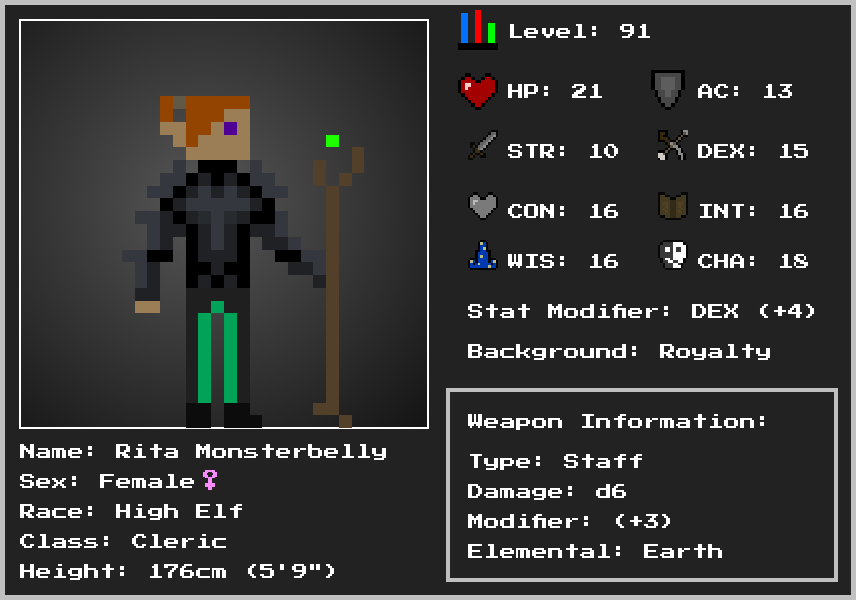 Level: 91
HP: 21 AC: 13
STR: 10 DEX: 15
CON: 16 INT: 16
WIS: 16 CHA: 18
Stat Modifier: DEX (+4)
Background: Royalty
Weapon Information:
Type: Staff
Damage: d6
Modifier: (+3)
Elemental: Earth
Name: Rita Monsterbelly
Sex: Female♀
Race: High Elf
Class: Cleric
Height: 176cm (5'9")